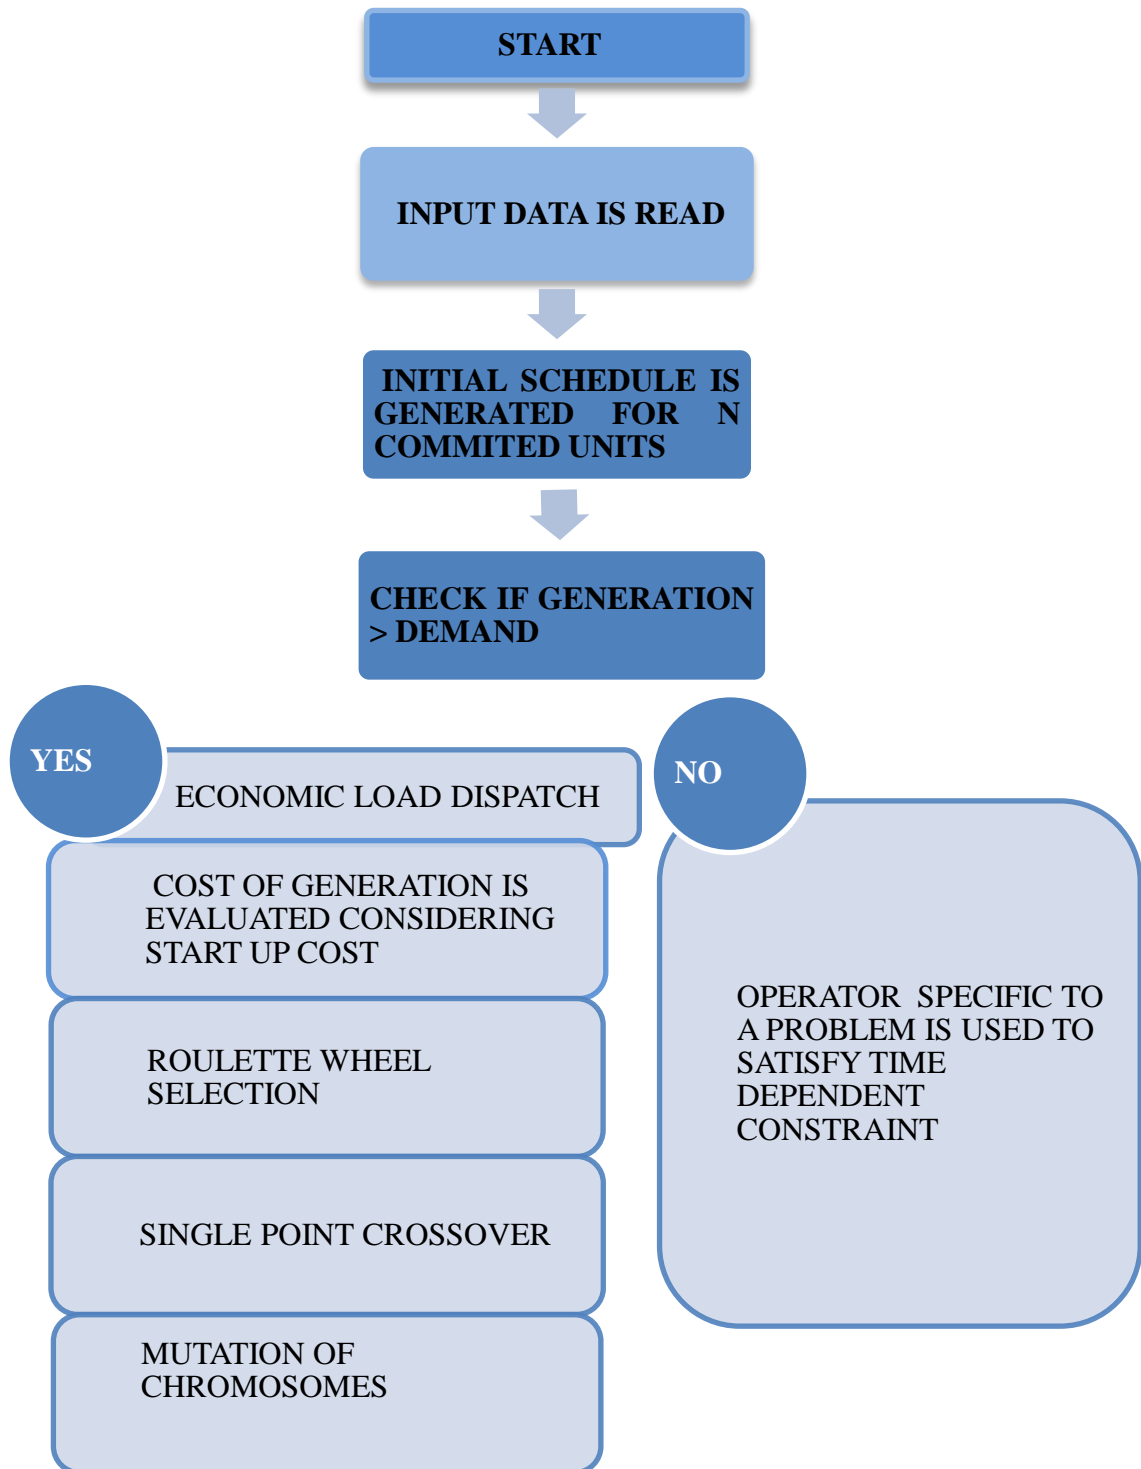 START
INPUT DATA IS READ
INITIAL SCHEDULE IS
GENERATED FOR N
COMMITED UNITS
CHECK IF GENERATION
> DEMAND
YES
ECONOMIC LOAD DISPATCH
COST OF GENERATION IS
EVALUATED CONSIDERING
START UP COST
ROULETTE WHEEL
SELECTION
SINGLE POINT CROSSOVER
MUTATION OF
CHROMOSOMES
NO
OPERATOR SPECIFIC TO
A PROBLEM IS USED TO
SATISFY TIME
DEPENDENT
CONSTRAINT